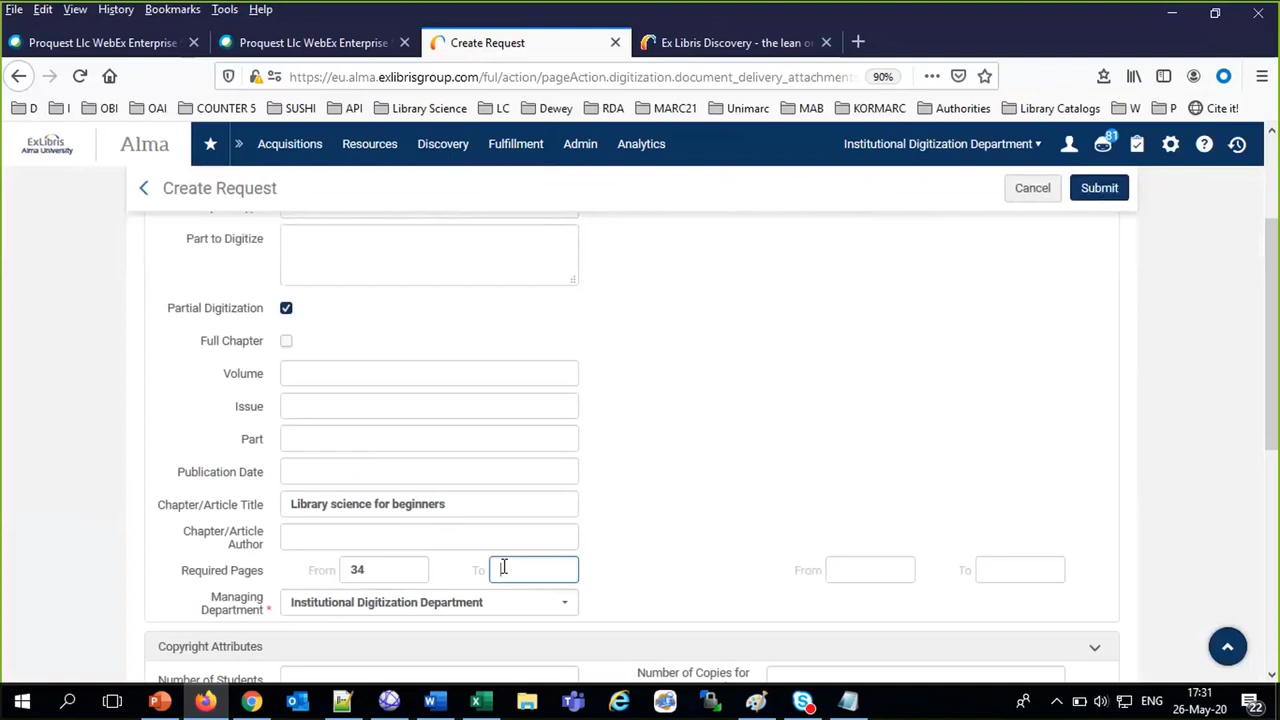 File Edit View History Bookmarks Tools Help
Proquest Llc WebEx Enterprise
Proquest Llc WebEx Enterprise
Create Request
Ex Libris Discovery - the lean o
https://eu.alma.exlibrisgroup.com/ful/action/pageAction.digitization.document_delivery_attachments
90%
D I OBI OAI COUNTER 5 SUSHI API Library Science LC Dewey RDA MARC21 Unimarc MAB KORMARC Authorities Library Catalogs W P Cite it!
ExLibris
Alma University
Alma
Acquisitions Resources Discovery Fulfillment Admin Analytics
Institutional Digitization Department
81
Create Request
Cancel Submit
Part to Digitize
Partial Digitization
Full Chapter
Volume
Issue
Part
Publication Date
Chapter/Article Title Library science for beginners
Chapter/Article
Author
Required Pages From 34 To From To
Managing
Department * Institutional Digitization Department
Copyright Attributes
Number of Students
Number of Copies for
ENG
17:31
26-May-20
22